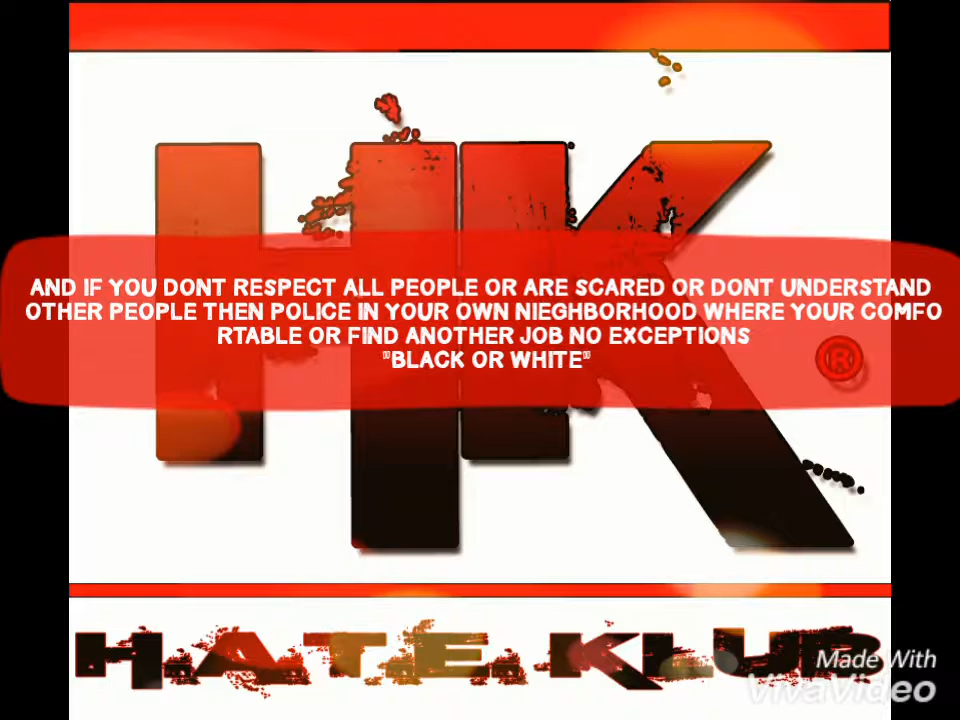 HK
AND IF YOU DONT RESPECT ALL PEOPLE OR ARE SCARED OR DONT UNDERSTAND
OTHER PEOPLE THEN POLICE IN YOUR OWN NIEGHBORHOOD WHERE YOUR COMFO
RTABLE OR FIND ANOTHER JOB NO EXCEPTIONS
"BLACK OR WHITE"
®
H.A.T.E. KLUB
Made With
VivaVideo